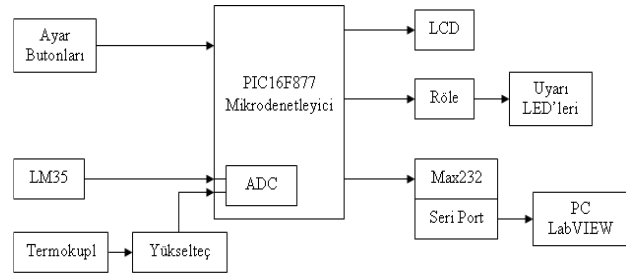 Ayar
Butonları
LM35
Termokupl
Yükselteç
PIC16F877
Mikrodenetleyici
ADC
LCD
Röle
Uyarı
LED'leri
Max232
Seri Port
PC
LabVIEW